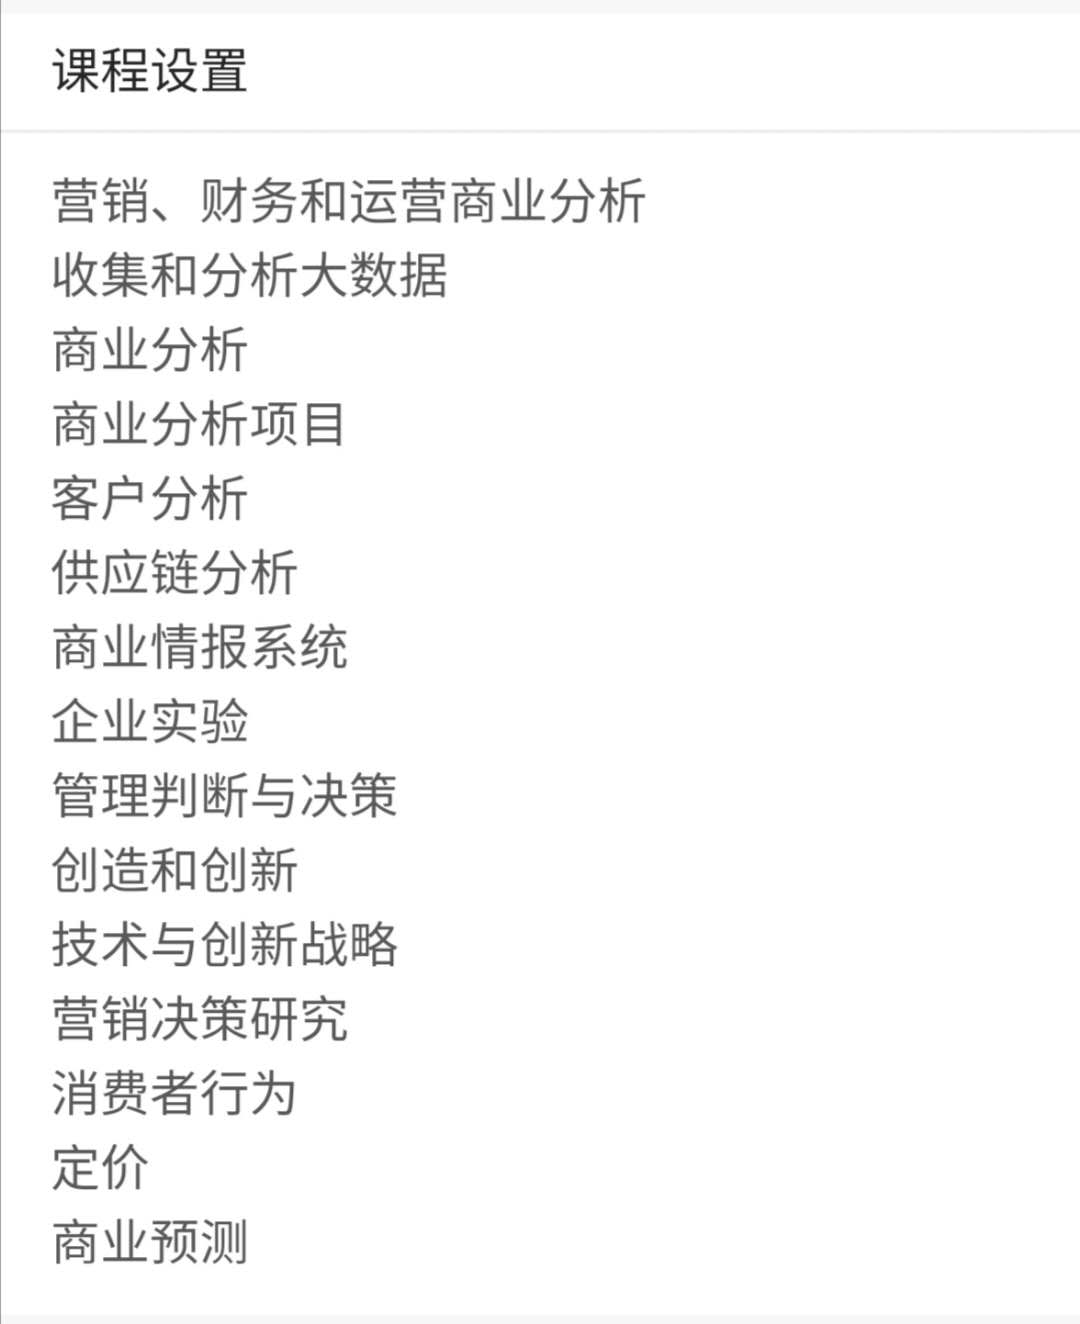 课程设置
营销、财务和运营商业分析
收集和分析大数据
商业分析
商业分析项目
客户分析
供应链分析
商业情报系统
企业实验
管理判断与决策
创造和创新
技术与创新战略
营销决策研究
消费者行为
定价
商业预测